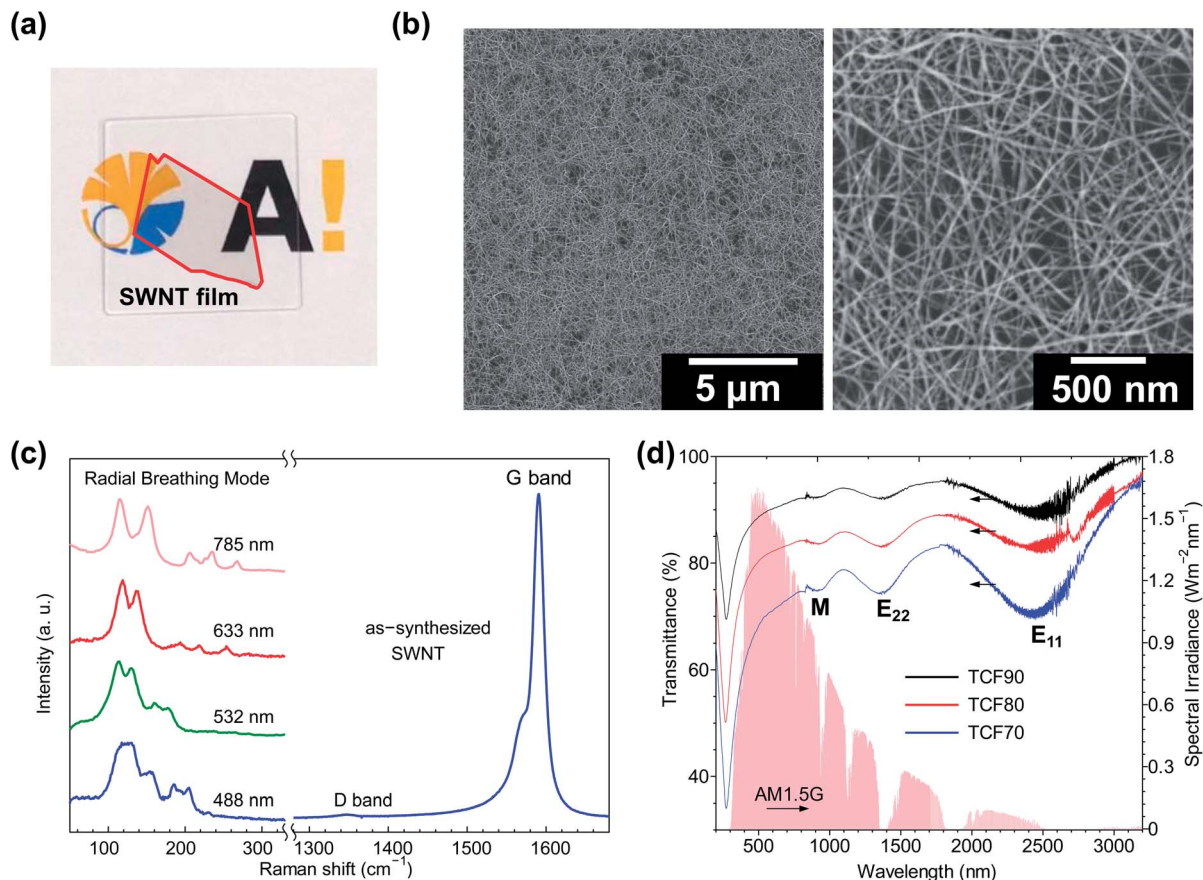 (a)
A!
SWNT film
(b)
5 μm
500 nm
(c)
Radial Breathing Mode
785 nm
633 nm
532 nm
488 nm
as−synthesized
SWNT
D band
G band
Intensity (a. u.)
100 200 300 1300 1400 1500 1600
Raman shift (cm⁻¹)
(d)
100
80
60
40
Transmittance (%)
M
E₂₂
E₁₁
TCF90
TCF80
TCF70
AM1.5G
1.8
1.5
1.2
0.9
0.6
0.3
0
Spectral Irradiance (Wm⁻²nm⁻¹)
500 1000 1500 2000 2500 3000
Wavelength (nm)